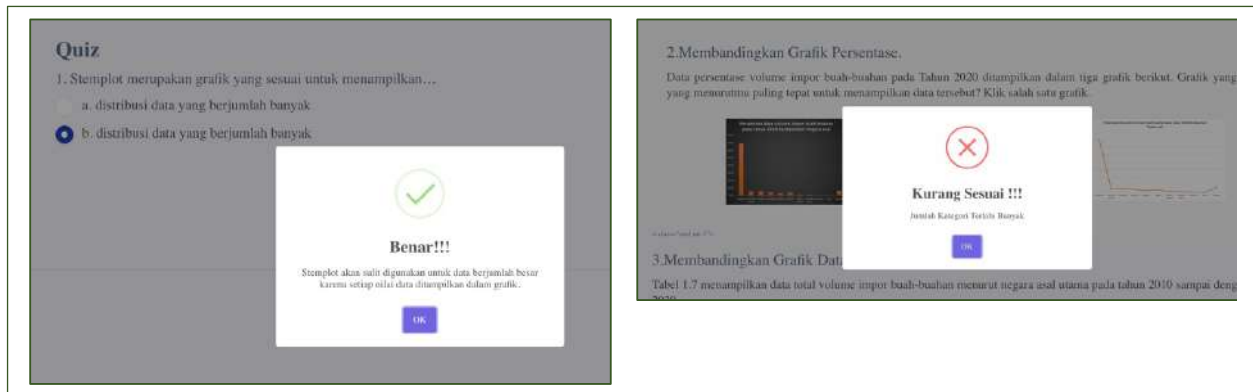 Quiz
1. Stemplot merupakan grafik yang sesuai untuk menampilkan…
a. distribusi data yang berjumlah banyak
b. distribusi data yang berjumlah banyak
Benar!!!
Stemplot akan sulit digunakan untuk data berjumlah besar
karena setiap nilai data ditampilkan dalam grafik.
OK
2.Membandingkan Grafik Persentase.
Data persentase volume impor buah-buahan pada Tahun 2020 ditampilkan dalam tiga grafik berikut. Grafik yang
yang menurutmu paling tepat untuk menampilkan data tersebut? Klik salah satu grafik.
Kurang Sesuai !!!
Jumlah Kategori Terlalu Banyak
OK
3.Membandingkan Grafik Data
Tabel 1.7 menampilkan data total volume impor buah-buahan menurut negara asal utama pada tahun 2010 sampai deng
2020